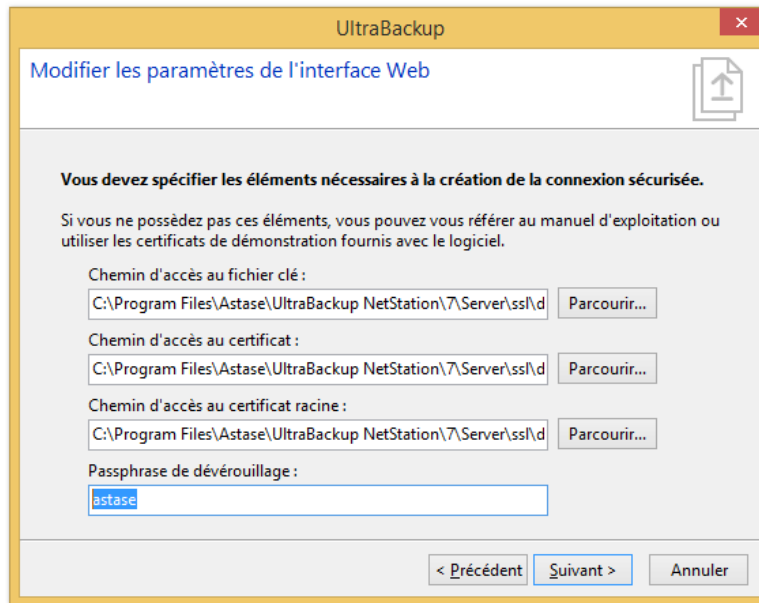 UltraBackup
Modifier les paramètres de l'interface Web
Vous devez spécifier les éléments nécessaires à la création de la connexion sécurisée.
Si vous ne possèdez pas ces éléments, vous pouvez vous référer au manuel d'exploitation ou
utiliser les certificats de démonstration fournis avec le logiciel.
Chemin d'accès au fichier clé :
C:\Program Files\Astase\UltraBackup NetStation\7\Server\ssl\d Parcourir...
Chemin d'accès au certificat :
C:\Program Files\Astase\UltraBackup NetStation\7\Server\ssl\d Parcourir...
Chemin d'accès au certificat racine :
C:\Program Files\Astase\UltraBackup NetStation\7\Server\ssl\d Parcourir...
Passphrase de dévérouillage :
astase
< Précédent Suivant > Annuler